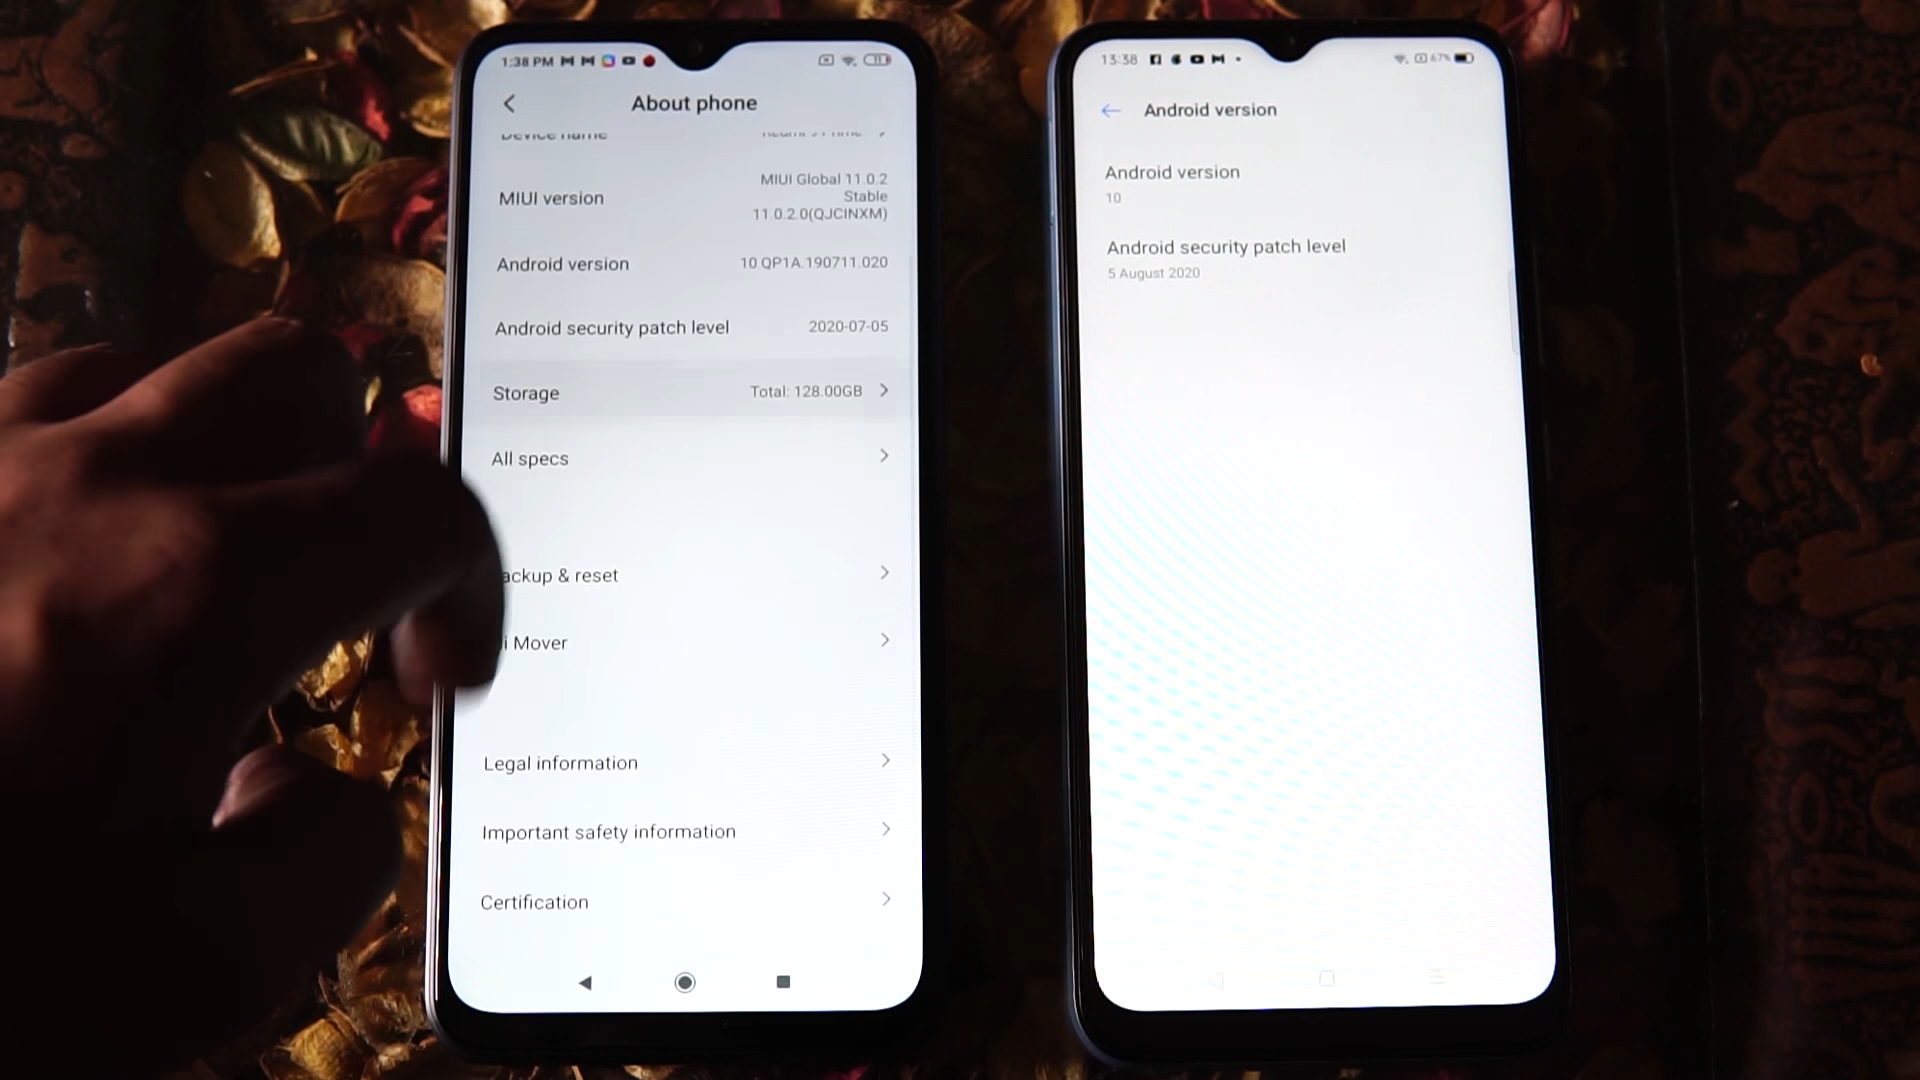 1:38 PM
About phone
Device name
MIUI version
MIUI Global 11.0.2
Stable
11.0.2.0(QJCINXM)
Android version
10 QP1A.190711.020
Android security patch level
2020-07-05
Storage
Total: 128.00GB
All specs
ackup & reset
i Mover
Legal information
Important safety information
Certification
13:38
67%
Android version
Android version
10
Android security patch level
5 August 2020